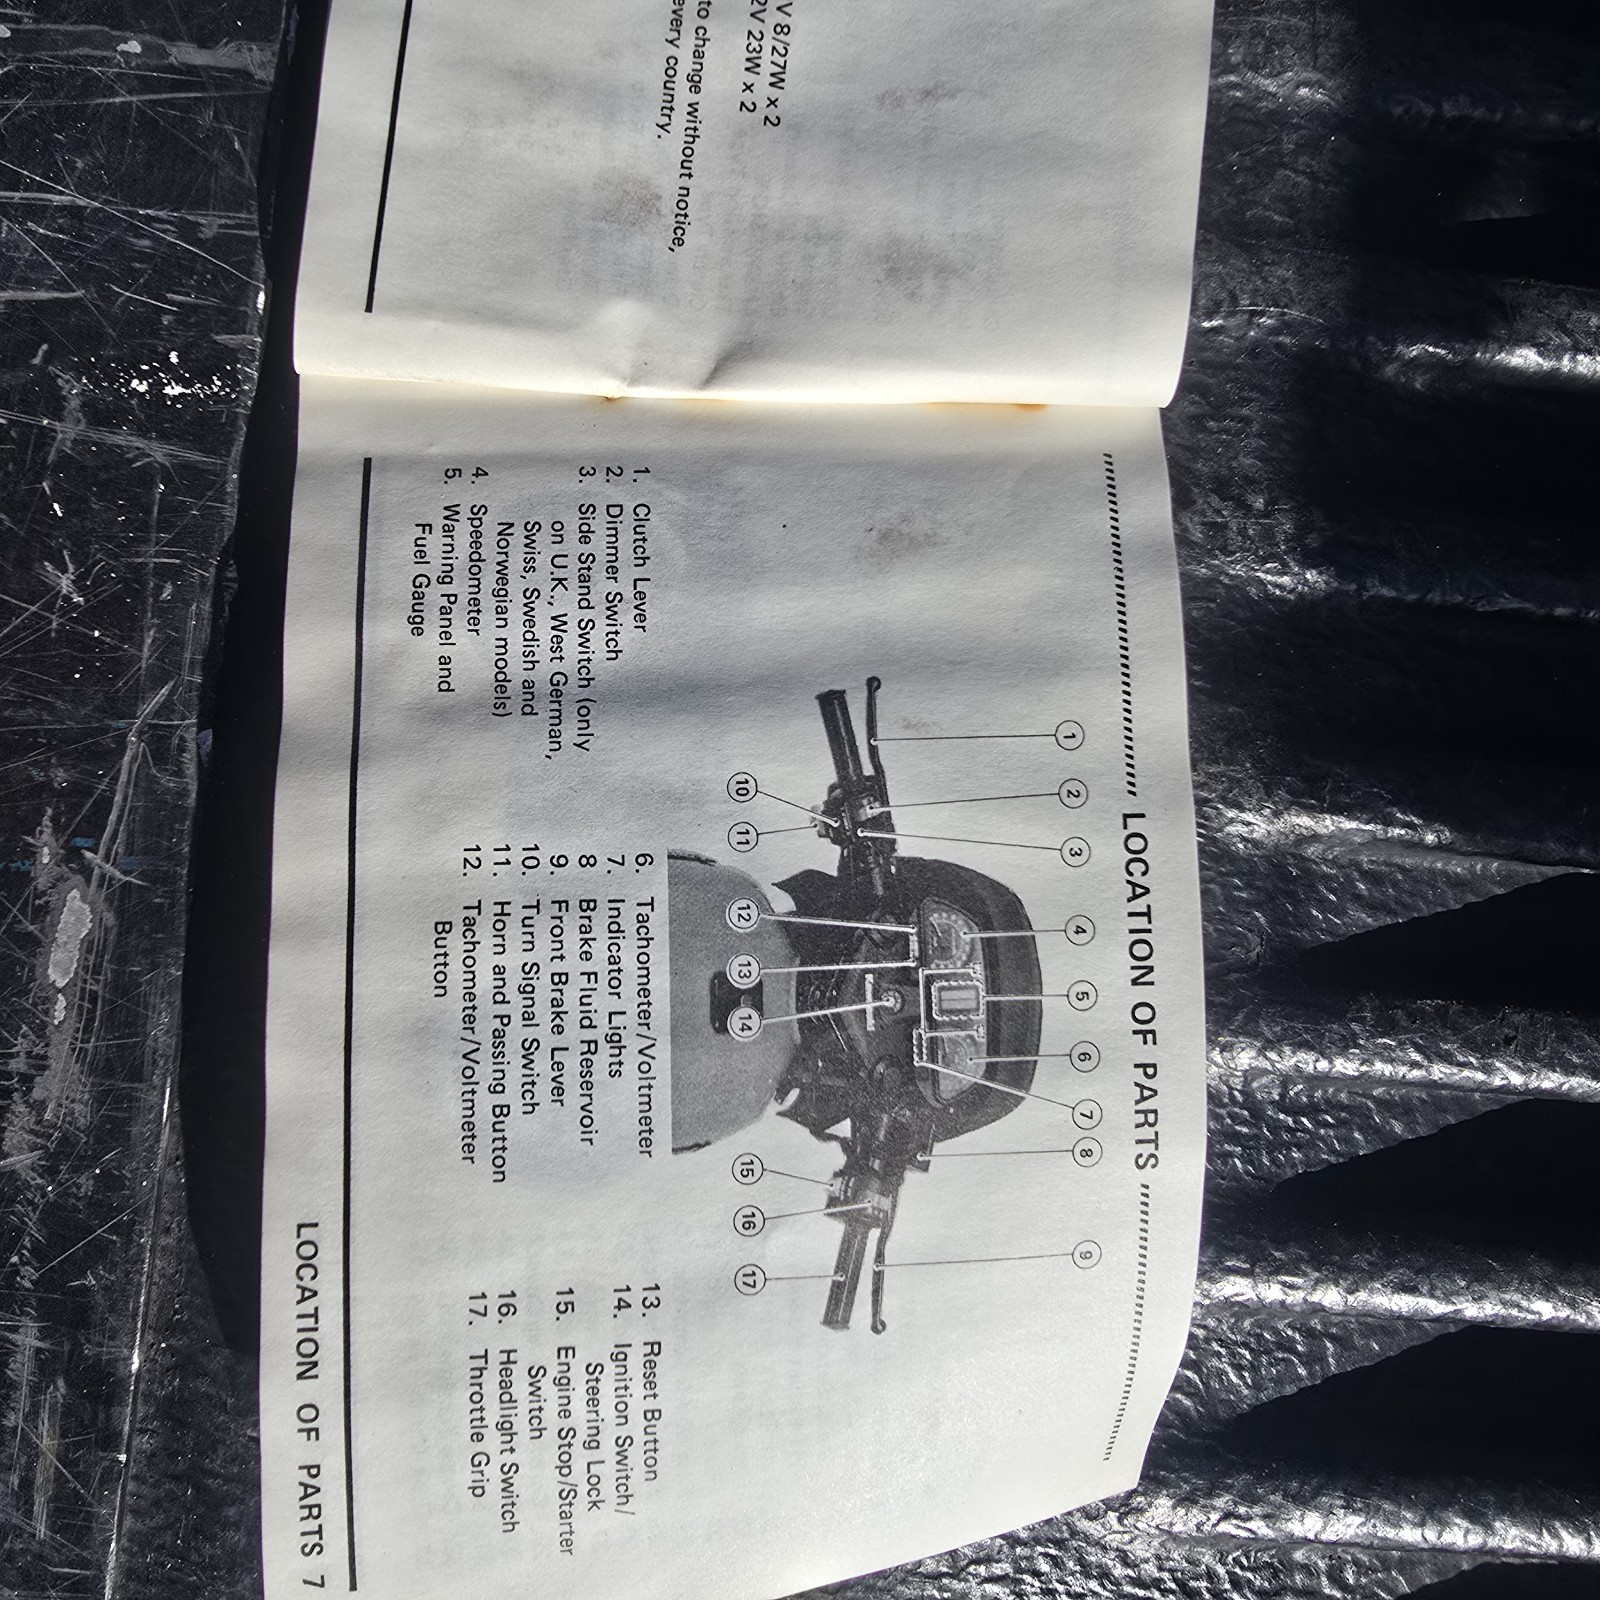 V 8/27W x 2
2V 23W x 2
to change without notice,
every country.
LOCATION OF PARTS
1
2
3
4
5
6
7
8
9
10
11
12
13
14
15
16
17
1. Clutch Lever
2. Dimmer Switch
3. Side Stand Switch (only
on U.K., West German,
Swiss, Swedish and
Norwegian models)
4. Speedometer
5. Warning Panel and
Fuel Gauge
6. Tachometer/Voltmeter
7. Indicator Lights
8 Brake Fluid Reservoir
9. Front Brake Lever
10. Turn Signal Switch
11. Horn and Passing Button
12. Tachometer/Voltmeter
Button
13. Reset Button
14. Ignition Switch/
Steering Lock
15. Engine Stop/Starter
Switch
16. Headlight Switch
17. Throttle Grip
LOCATION OF PARTS 7